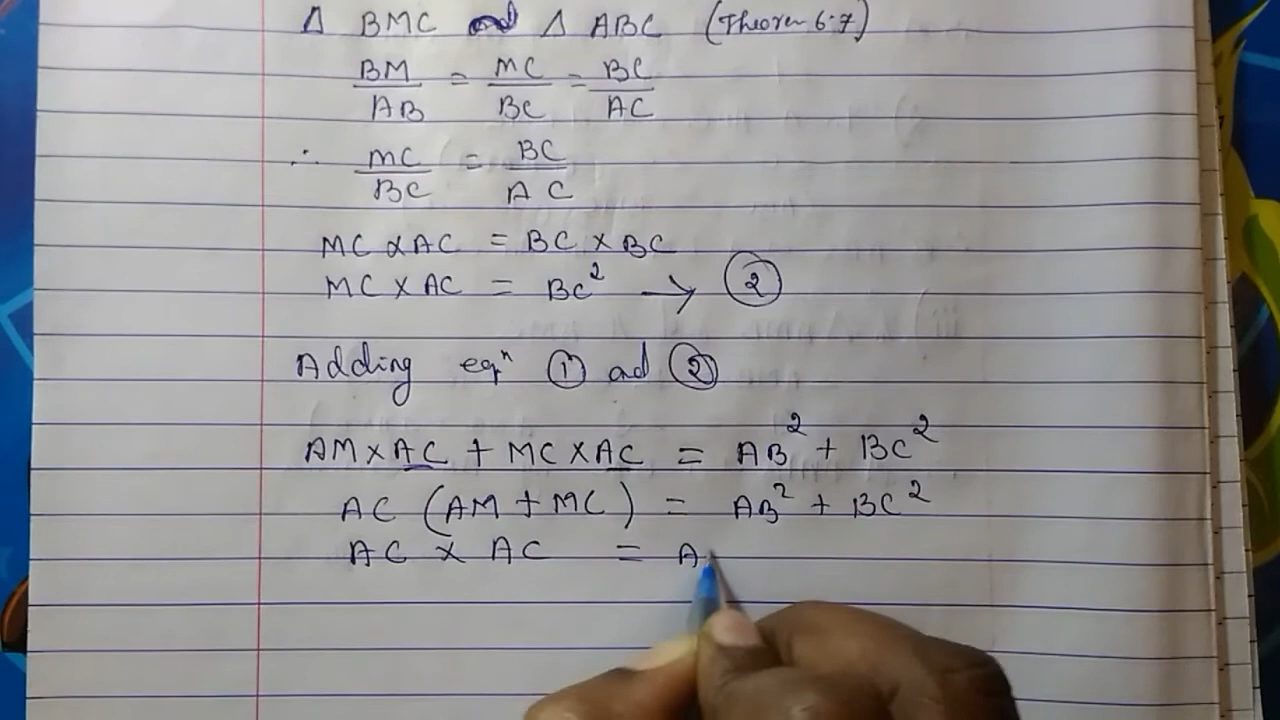 Δ BMC and Δ ABC (Theorem 6.7)
BM/AB = MC/BC = BC/AC
∴ MC/BC = BC/AC
MC × AC = BC × BC
MC × AC = BC² → ②
Adding eqⁿ ① ad ②
AM × AC + MC × AC = AB² + BC²
AC (AM + MC) = AB² + BC²
AC × AC = A